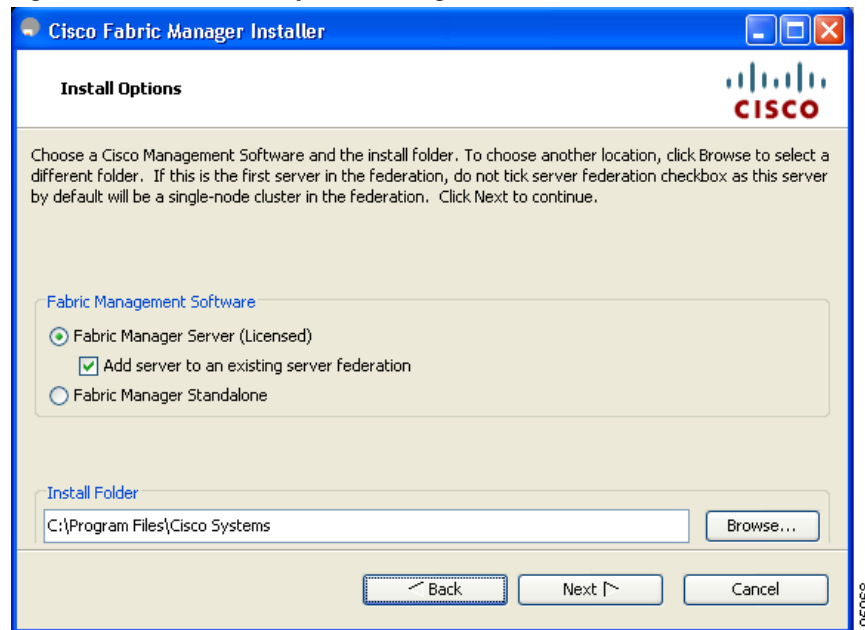 Cisco Fabric Manager Installer
Install Options
CISCO
Choose a Cisco Management Software and the install folder. To choose another location, click Browse to select a
different folder. If this is the first server in the federation, do not tick server federation checkbox as this server
by default will be a single-node cluster in the federation. Click Next to continue.
Fabric Management Software
Fabric Manager Server (Licensed)
Add server to an existing server federation
Fabric Manager Standalone
Install Folder
C:\Program Files\Cisco Systems
Browse...
Back
Next
Cancel